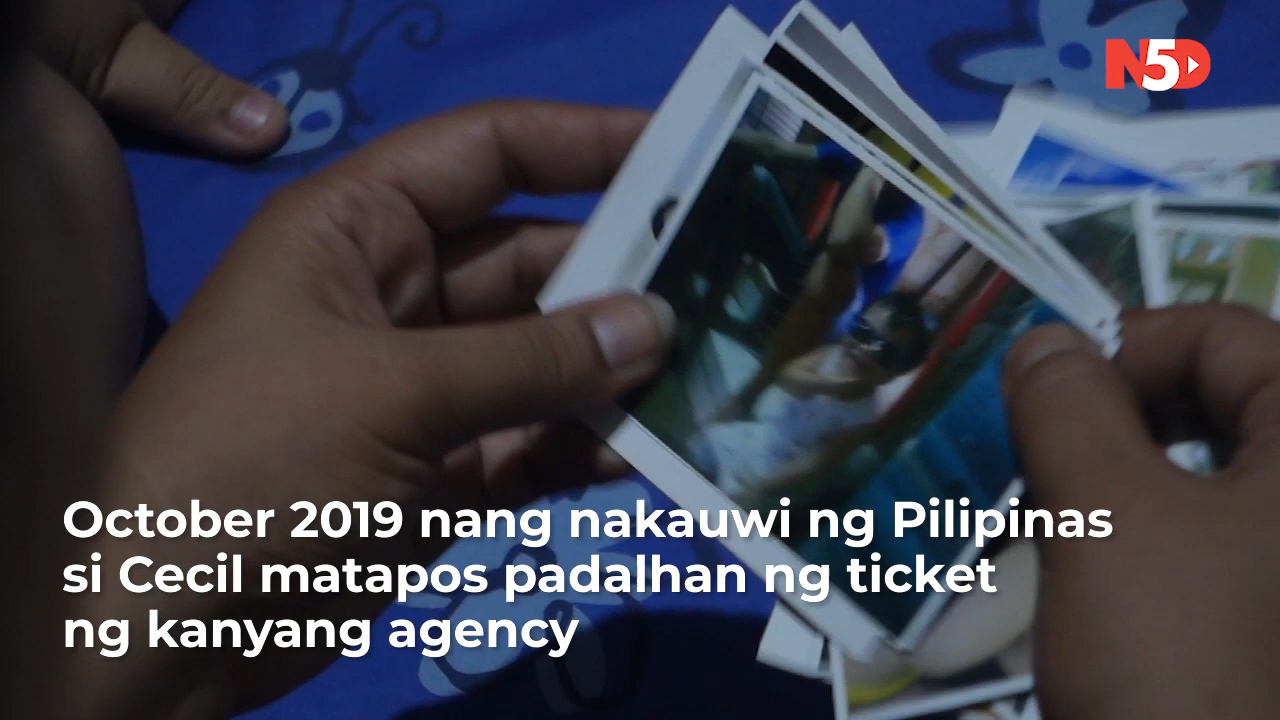 N5D
October 2019 nang nakauwi ng Pilipinas
si Cecil matapos padalhan ng ticket
ng kanyang agency